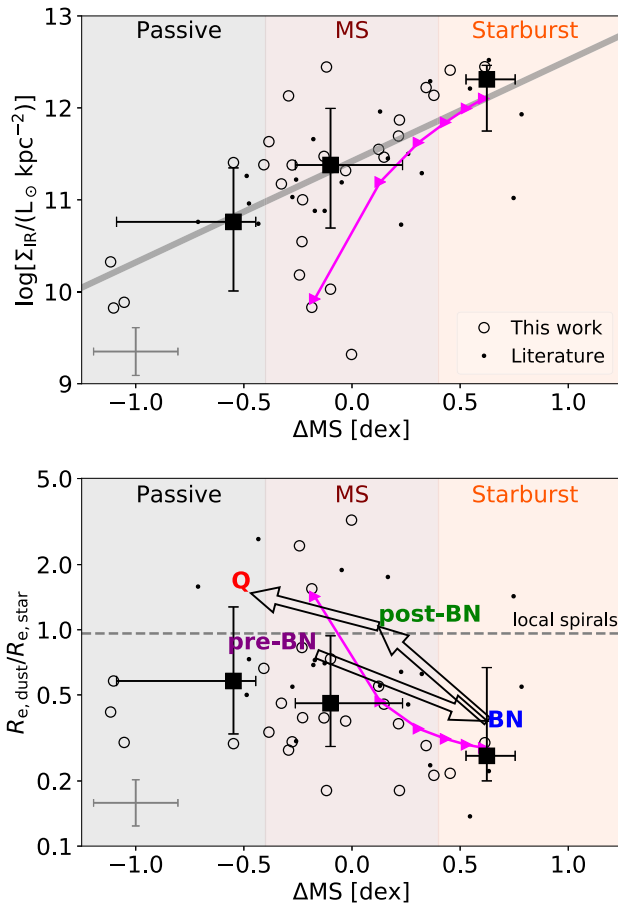 Passive MS Starburst
13
12
11
10
9
log[Σ_IR/(L_⊙ kpc⁻²)]
This work
Literature
−1.0 −0.5 0.0 0.5 1.0
ΔMS [dex]
Passive MS Starburst
5.0
2.0
1.0
0.5
0.2
0.1
R_e, dust/R_e, star
Q
post-BN
local spirals
pre-BN
BN
−1.0 −0.5 0.0 0.5 1.0
ΔMS [dex]